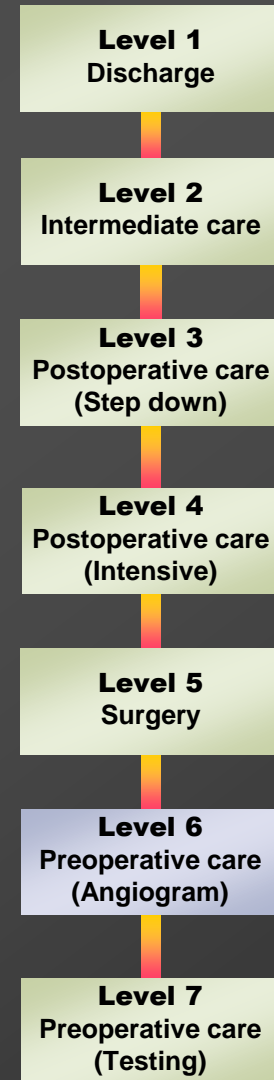 Level 1
Discharge
Level 2
Intermediate care
Level 3
Postoperative care
(Step down)
Level 4
Postoperative care
(Intensive)
Level 5
Surgery
Level 6
Preoperative care
(Angiogram)
Level 7
Preoperative care
(Testing)